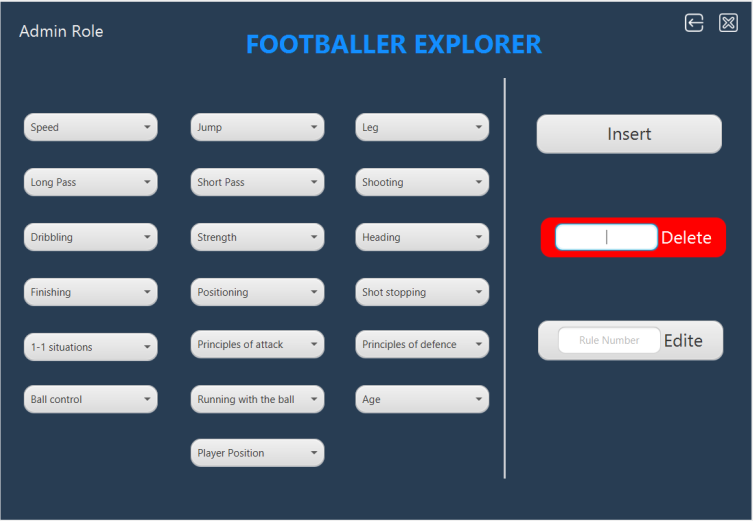 Admin Role
FOOTBALLER EXPLORER
Speed
Jump
Leg
Insert
Long Pass
Short Pass
Shooting
Dribbling
Strength
Heading
Delete
Finishing
Positioning
Shot stopping
1-1 situations
Principles of attack
Principles of defence
Rule Number
Edite
Ball control
Running with the ball
Age
Player Position